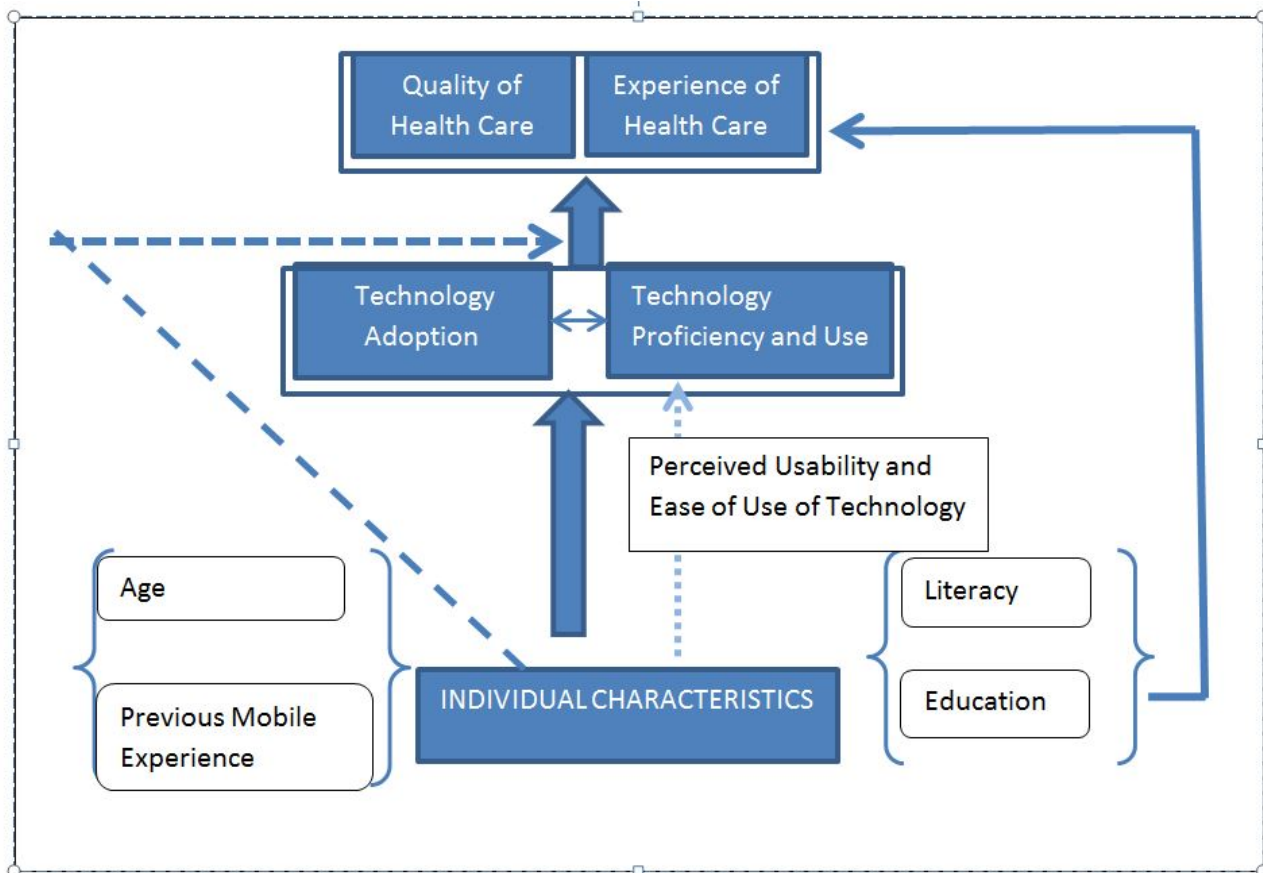 Quality of
Health Care
Experience of
Health Care
Technology
Adoption
Technology
Proficiency and Use
Perceived Usability and
Ease of Use of Technology
Age
Previous Mobile
Experience
INDIVIDUAL CHARACTERISTICS
Literacy
Education